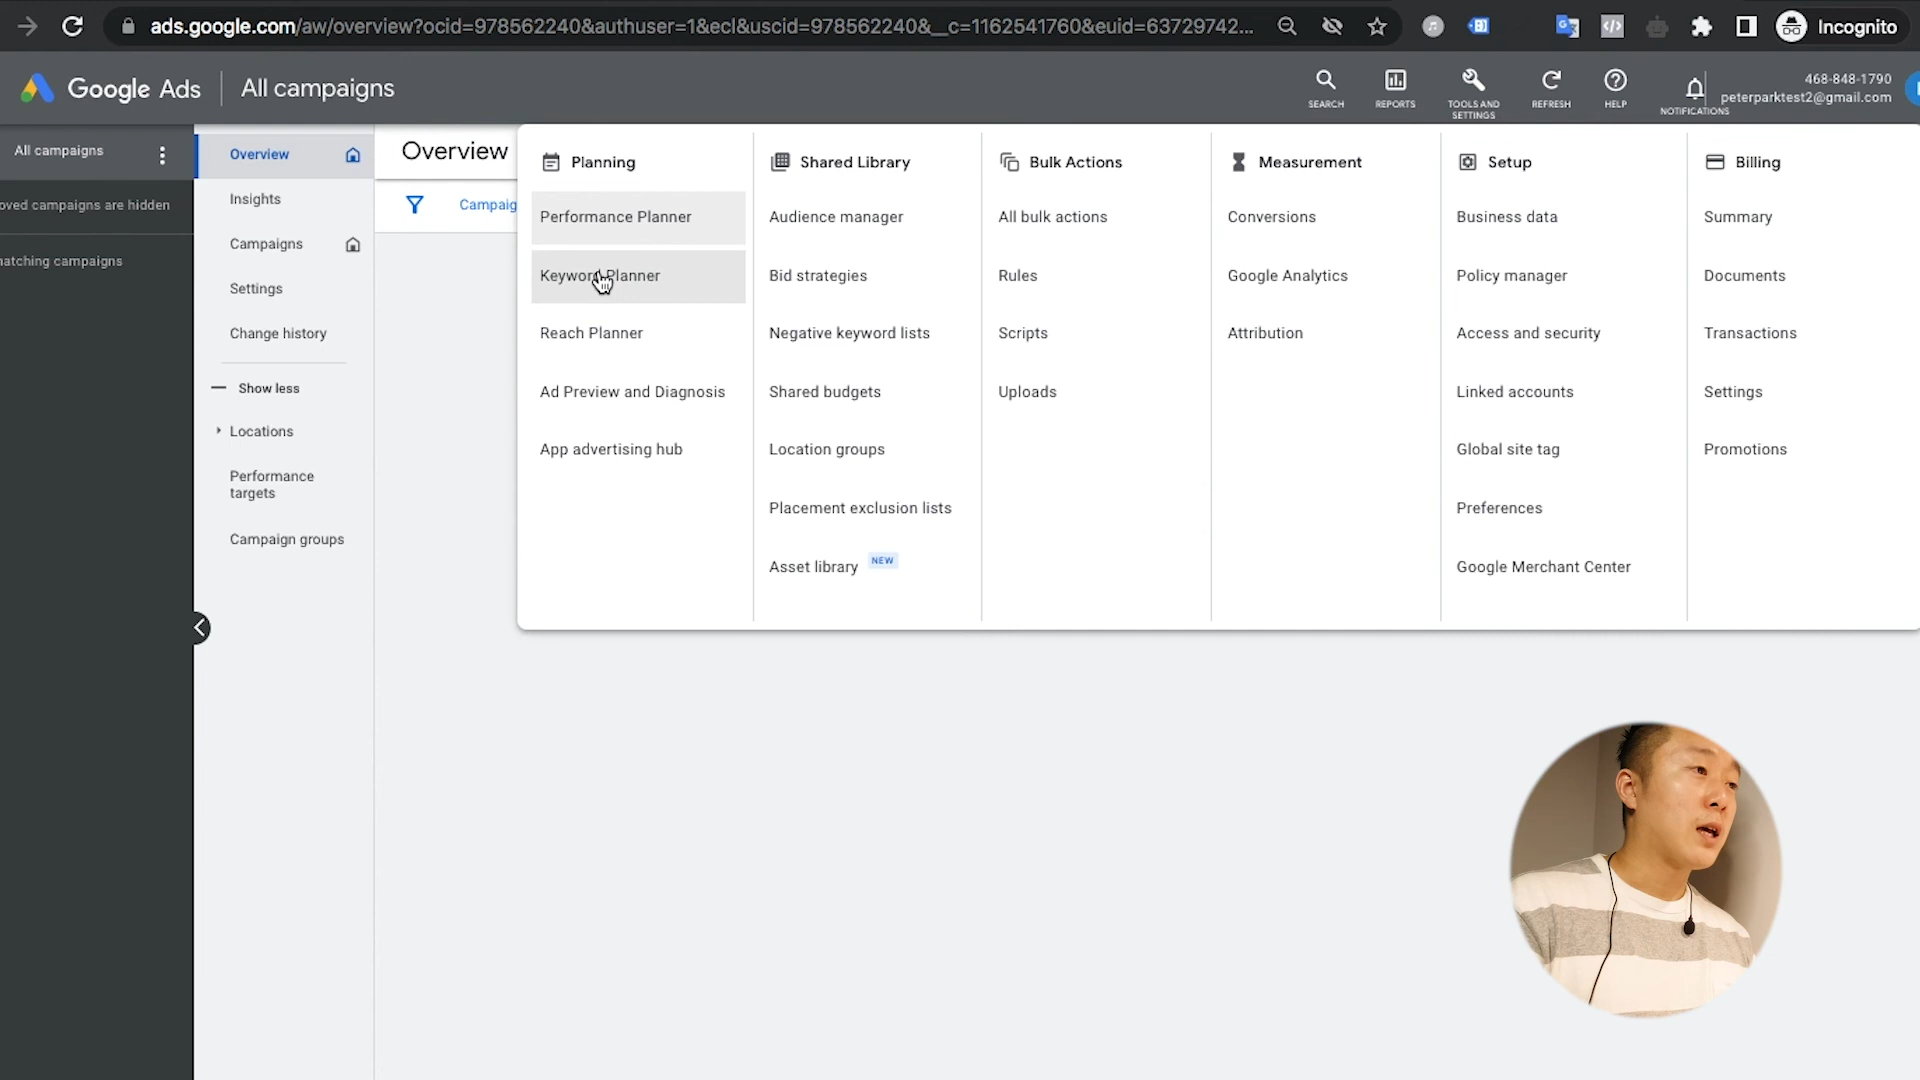 ads.google.com/aw/overview?ocid=978562240&authuser=1&ecl&uscid=978562240&__c=1162541760&euid=63729742...
Incognito
Google Ads
All campaigns
SEARCH
REPORTS
TOOLS AND
SETTINGS
REFRESH
HELP
NOTIFICATIONS
468-848-1790
peterparktest2@gmail.com
All campaigns
oved campaigns are hidden
natching campaigns
Overview
Insights
Campaigns
Settings
Change history
Show less
Locations
Performance
targets
Campaign groups
Overview
Campaig
Planning
Performance Planner
Keyword Planner
Reach Planner
Ad Preview and Diagnosis
App advertising hub
Shared Library
Audience manager
Bid strategies
Negative keyword lists
Shared budgets
Location groups
Placement exclusion lists
Asset library NEW
Bulk Actions
All bulk actions
Rules
Scripts
Uploads
Measurement
Conversions
Google Analytics
Attribution
Setup
Business data
Policy manager
Access and security
Linked accounts
Global site tag
Preferences
Google Merchant Center
Billing
Summary
Documents
Transactions
Settings
Promotions